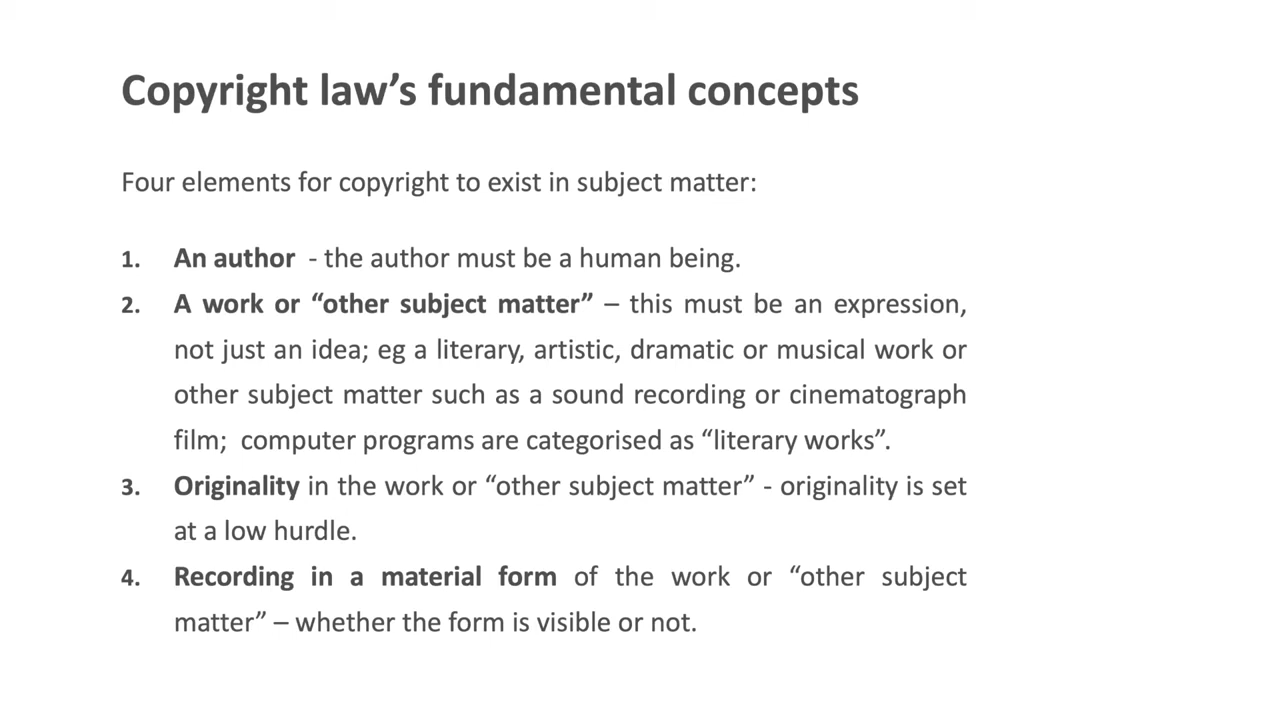 Copyright law’s fundamental concepts
Four elements for copyright to exist in subject matter:
1. An author - the author must be a human being.
2. A work or “other subject matter” – this must be an expression,
not just an idea; eg a literary, artistic, dramatic or musical work or
other subject matter such as a sound recording or cinematograph
film; computer programs are categorised as “literary works”.
3. Originality in the work or “other subject matter” - originality is set
at a low hurdle.
4. Recording in a material form of the work or “other subject
matter” – whether the form is visible or not.